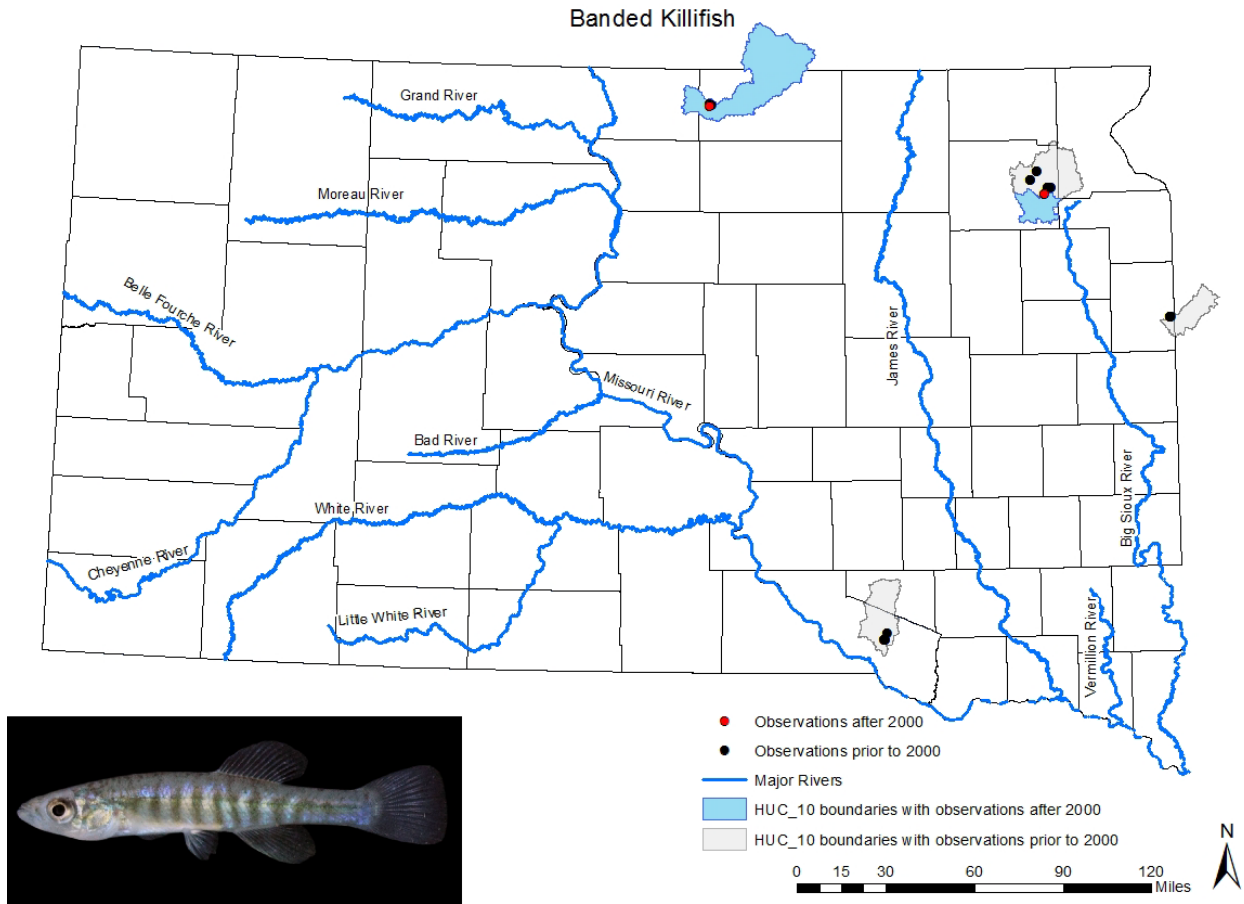 Banded Killifish
Grand River
Moreau River
Belle Fourche River
Missouri River
James River
Bad River
White River
Big Sioux River
Cheyenne River
Little White River
Vermillion River
Observations after 2000
Observations prior to 2000
Major Rivers
HUC_10 boundaries with observations after 2000
HUC_10 boundaries with observations prior to 2000
N
0 15 30 60 90 120
Miles